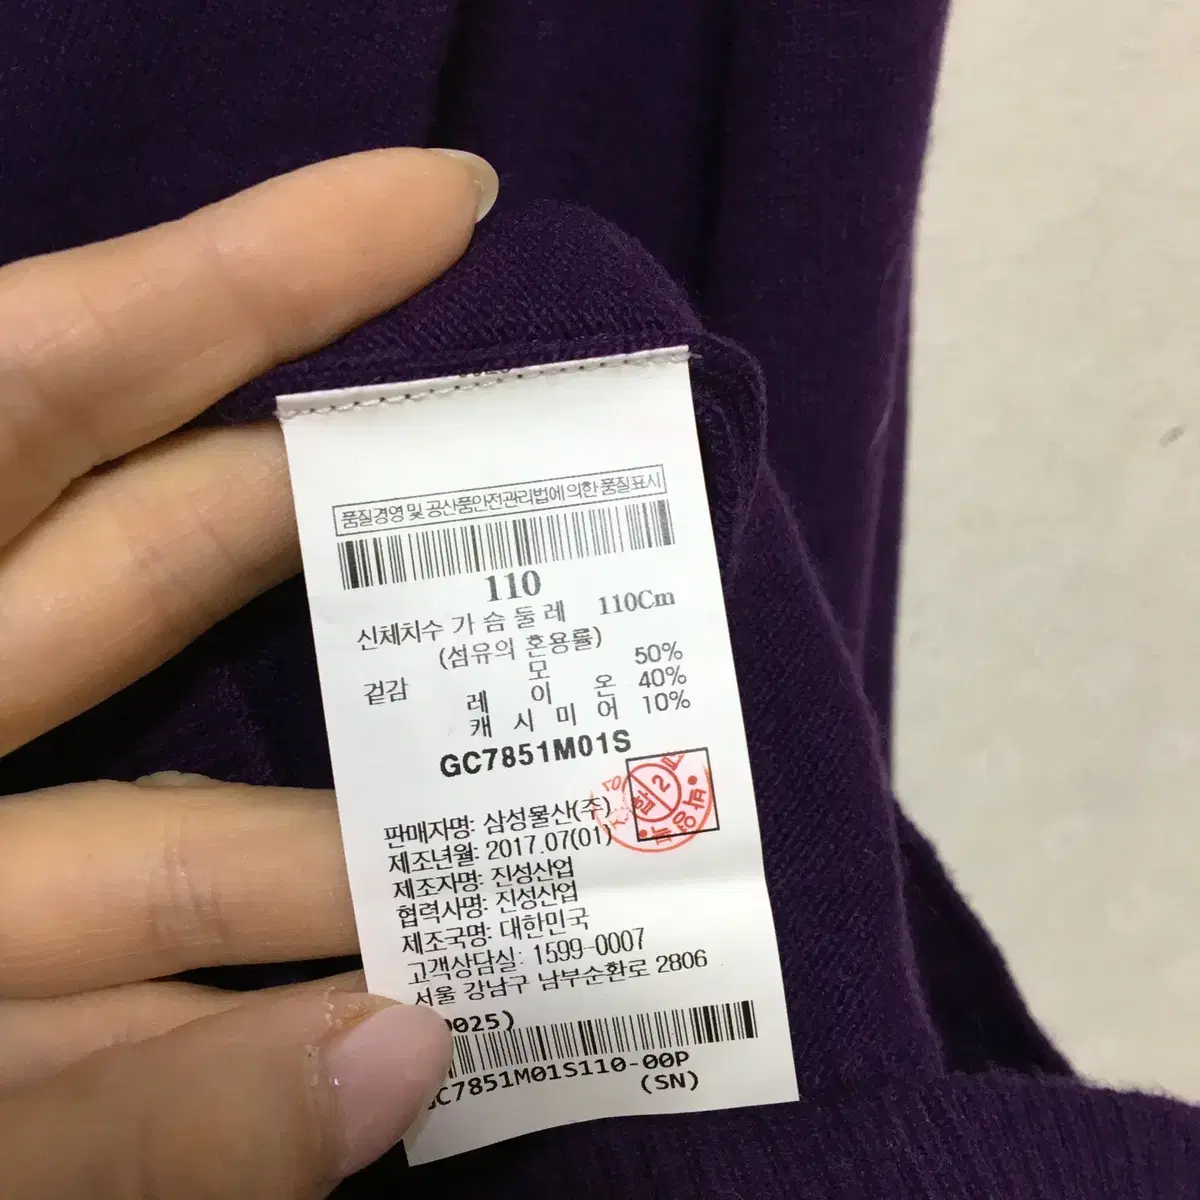 품질경영 및 공산품안전관리법에 의한 품질표시
110
신체치수 가슴둘레 110Cm
(섬유의 혼용률)
겉감 모 50%
레이온 40%
캐시미어 10%
GC7851M01S
판매자명: 삼성물산(주)
제조년월: 2017.07(01)
제조자명: 진성산업
협력사명: 진성산업
제조국명: 대한민국
고객상담실: 1599-0007
서울 강남구 남부순환로 2806
0025)
C7851M01S110-00P
(SN)